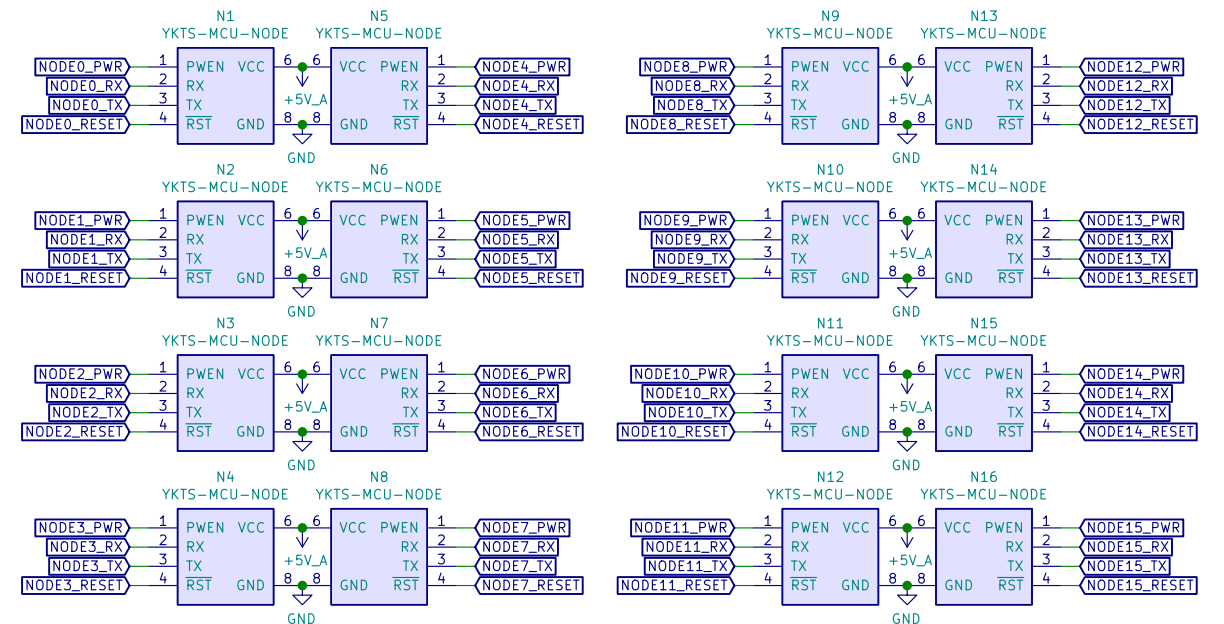 N1 N5 N9 N13
YKTS-MCU-NODE YKTS-MCU-NODE YKTS-MCU-NODE YKTS-MCU-NODE
NODE0_PWR 1 PWEN VCC 6 6 VCC PWEN 1 NODE4_PWR NODE8_PWR 1 PWEN VCC 6 6 VCC PWEN 1 NODE12_PWR
NODE0_RX 2 RX RX 2 NODE4_RX NODE8_RX 2 RX RX 2 NODE12_RX
NODE0_TX 3 TX +5V_A TX 3 NODE4_TX NODE8_TX 3 TX +5V_A TX 3 NODE12_TX
NODE0_RESET 4 RST GND 8 8 GND RST 4 NODE4_RESET NODE8_RESET 4 RST GND 8 8 GND RST 4 NODE12_RESET
GND GND
N2 N6 N10 N14
YKTS-MCU-NODE YKTS-MCU-NODE YKTS-MCU-NODE YKTS-MCU-NODE
NODE1_PWR 1 PWEN VCC 6 6 VCC PWEN 1 NODE5_PWR NODE9_PWR 1 PWEN VCC 6 6 VCC PWEN 1 NODE13_PWR
NODE1_RX 2 RX RX 2 NODE5_RX NODE9_RX 2 RX RX 2 NODE13_RX
NODE1_TX 3 TX +5V_A TX 3 NODE5_TX NODE9_TX 3 TX +5V_A TX 3 NODE13_TX
NODE1_RESET 4 RST GND 8 8 GND RST 4 NODE5_RESET NODE9_RESET 4 RST GND 8 8 GND RST 4 NODE13_RESET
GND GND
N3 N7 N11 N15
YKTS-MCU-NODE YKTS-MCU-NODE YKTS-MCU-NODE YKTS-MCU-NODE
NODE2_PWR 1 PWEN VCC 6 6 VCC PWEN 1 NODE6_PWR NODE10_PWR 1 PWEN VCC 6 6 VCC PWEN 1 NODE14_PWR
NODE2_RX 2 RX RX 2 NODE6_RX NODE10_RX 2 RX RX 2 NODE14_RX
NODE2_TX 3 TX +5V_A TX 3 NODE6_TX NODE10_TX 3 TX +5V_A TX 3 NODE14_TX
NODE2_RESET 4 RST GND 8 8 GND RST 4 NODE6_RESET NODE10_RESET 4 RST GND 8 8 GND RST 4 NODE14_RESET
GND GND
N4 N8 N12 N16
YKTS-MCU-NODE YKTS-MCU-NODE YKTS-MCU-NODE YKTS-MCU-NODE
NODE3_PWR 1 PWEN VCC 6 6 VCC PWEN 1 NODE7_PWR NODE11_PWR 1 PWEN VCC 6 6 VCC PWEN 1 NODE15_PWR
NODE3_RX 2 RX RX 2 NODE7_RX NODE11_RX 2 RX RX 2 NODE15_RX
NODE3_TX 3 TX +5V_A TX 3 NODE7_TX NODE11_TX 3 TX +5V_A TX 3 NODE15_TX
NODE3_RESET 4 RST GND 8 8 GND RST 4 NODE7_RESET NODE11_RESET 4 RST GND 8 8 GND RST 4 NODE15_RESET
GND GND